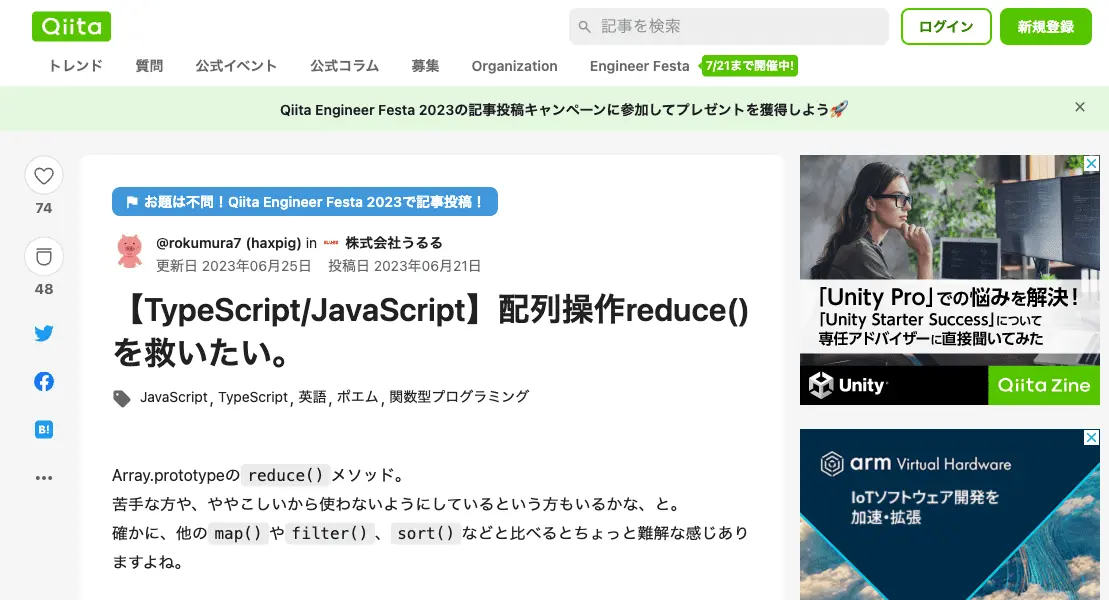 Qiita
記事を検索
ログイン
新規登録
トレンド
質問
公式イベント
公式コラム
募集
Organization
Engineer Festa
7/21まで開催中!
Qiita Engineer Festa 2023の記事投稿キャンペーンに参加してプレゼントを獲得しよう🚀
74
48
B!
お題は不問！Qiita Engineer Festa 2023で記事投稿！
@rokumura7 (haxpig) in 株式会社うるる
更新日 2023年06月25日 投稿日 2023年06月21日
【TypeScript/JavaScript】配列操作reduce()
を救いたい。
JavaScript, TypeScript, 英語, ポエム, 関数型プログラミング
Array.prototypeの reduce() メソッド。
苦手な方や、ややこしいから使わないようにしているという方もいるかな、と。
確かに、他の map() や filter() 、 sort() などと比べるとちょっと難解な感じあり
ますよね。
「Unity Pro」での悩みを解決！
「Unity Starter Success」について
専任アドバイザーに直接聞いてみた
Unity
Qiita Zine
arm Virtual Hardware
IoTソフトウェア開発を
加速・拡張